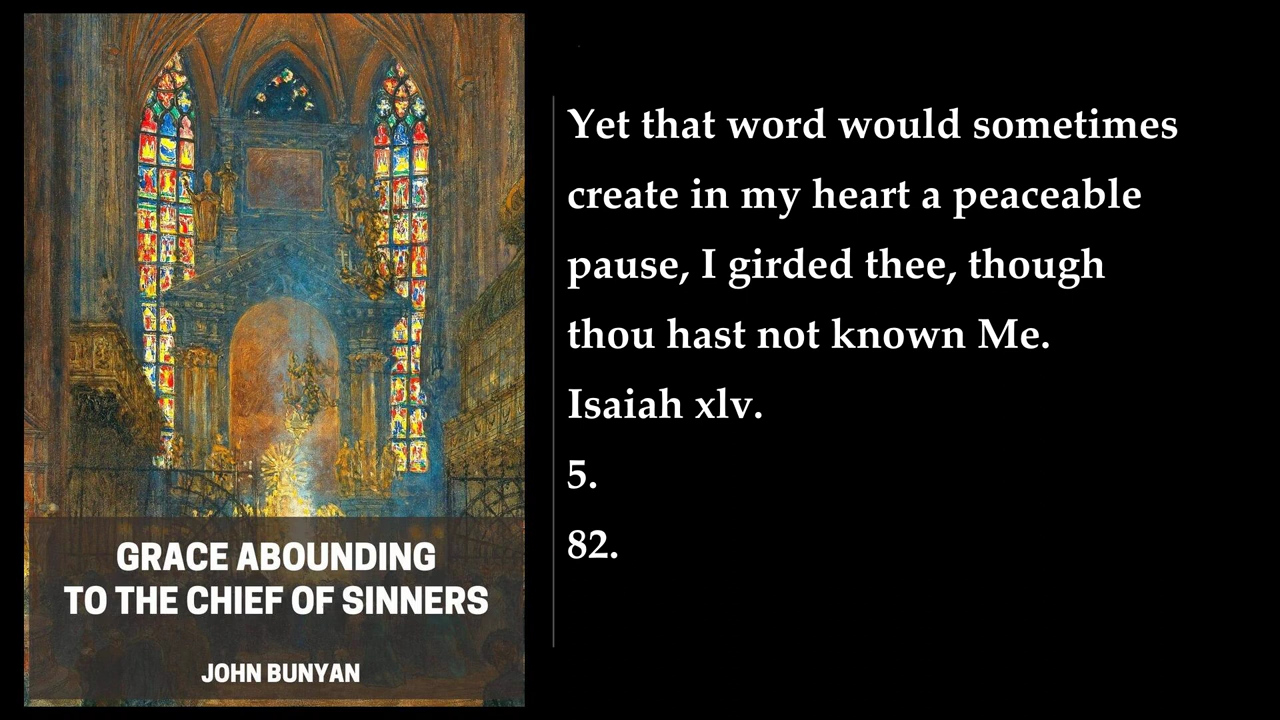 GRACE ABOUNDING
TO THE CHIEF OF SINNERS
JOHN BUNYAN
Yet that word would sometimes
create in my heart a peaceable
pause, I girded thee, though
thou hast not known Me.
Isaiah xlv.
5.
82.